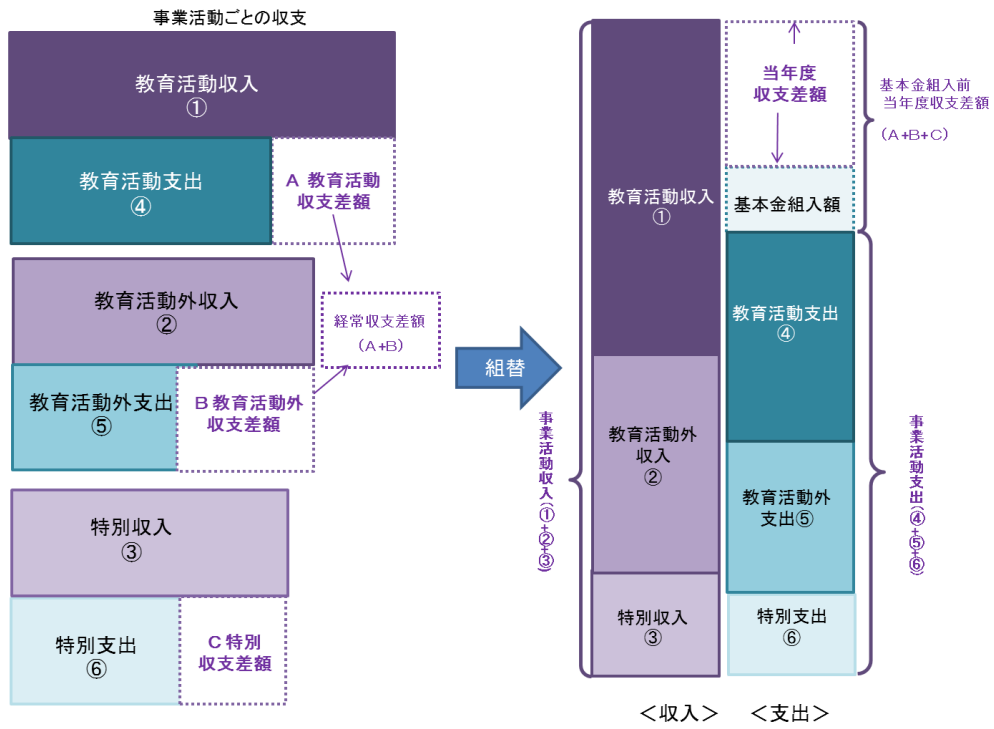 事業活動ごとの収支
教育活動収入
①
教育活動支出
④
A 教育活動
収支差額
教育活動外収入
②
経常収支差額
（A+B）
教育活動外支出
⑤
B教育活動外
収支差額
特別収入
③
特別支出
⑥
C特別
収支差額
組替
事業活動収入(①+②+③)
教育活動収入
①
教育活動外
収入
②
特別収入
③
当年度
収支差額
基本金組入額
教育活動支出
④
教育活動外
支出⑤
特別支出
⑥
基本金組入前
当年度収支差額
（A+B+C）
事業活動支出(④+⑤+⑥)
＜収入＞ ＜支出＞